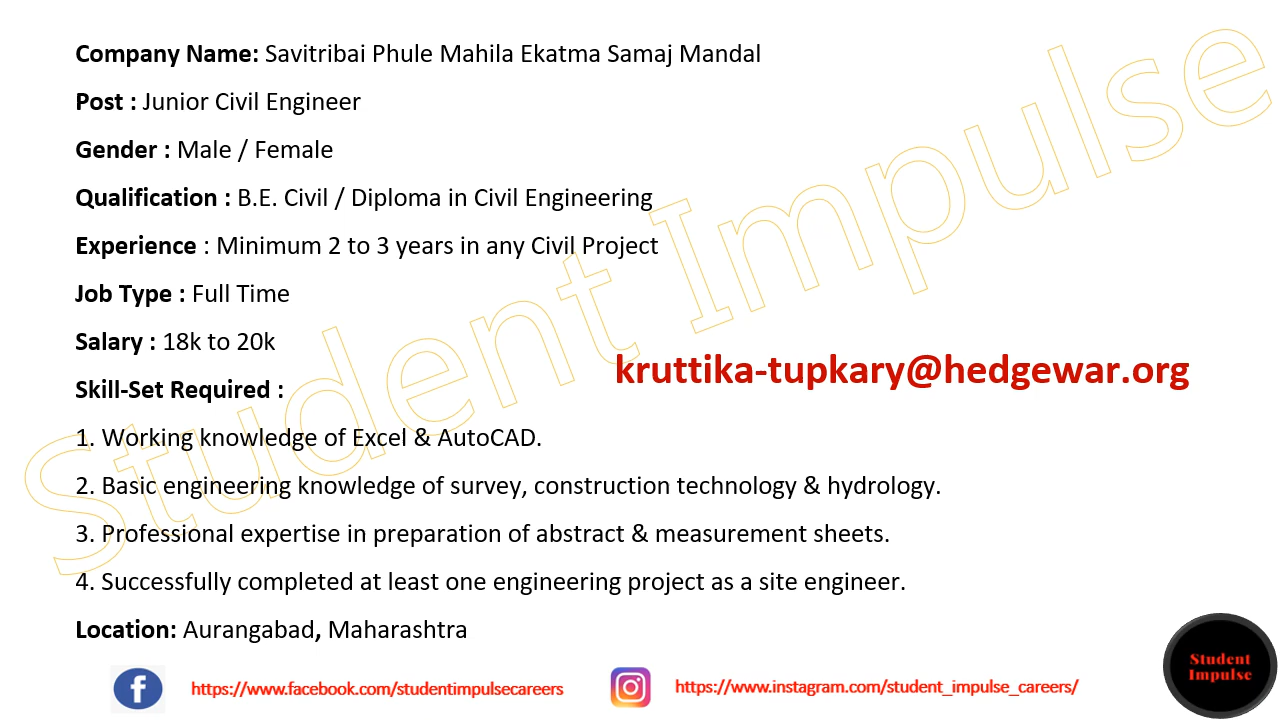 Company Name: Savitribai Phule Mahila Ekatma Samaj Mandal
Post : Junior Civil Engineer
Gender : Male / Female
Qualification : B.E. Civil / Diploma in Civil Engineering
Experience : Minimum 2 to 3 years in any Civil Project
Job Type : Full Time
Salary : 18k to 20k
kruttika-tupkary@hedgewar.org
Skill-Set Required :
1. Working knowledge of Excel & AutoCAD.
2. Basic engineering knowledge of survey, construction technology & hydrology.
3. Professional expertise in preparation of abstract & measurement sheets.
4. Successfully completed at least one engineering project as a site engineer.
Location: Aurangabad, Maharashtra
Student Impulse
https://www.facebook.com/studentimpulsecareers
https://www.instagram.com/student_impulse_careers/
Student
Impulse